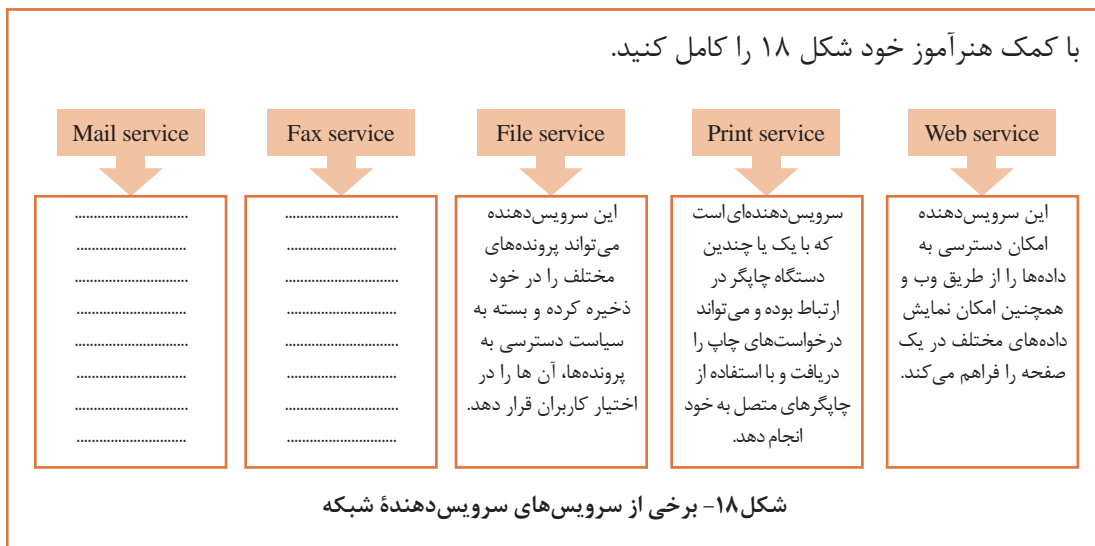 با کمک هنرآموز خود شکل ۱۸ را کامل کنید.
Web service
این سرویس‌دهنده
امکان دسترسی به
داده‌ها را از طریق وب و
همچنین امکان نمایش
داده‌های مختلف در یک
صفحه را فراهم می‌کند.
Print service
سرویس‌دهنده‌ای است
که با یک یا چندین
دستگاه چاپگر در
ارتباط بوده و می‌تواند
درخواست‌های چاپ را
دریافت و با استفاده از
چاپگرهای متصل به خود
انجام دهد.
File service
این سرویس‌دهنده
می‌تواند پرونده‌های
مختلف را در خود
ذخیره کرده و بسته به
سیاست دسترسی به
پرونده‌ها، آن ها را در
اختیار کاربران قرار دهد.
Fax service
..............................
.............................
..............................
.............................
..............................
.............................
..............................
.............................
Mail service
..............................
.............................
..............................
.............................
..............................
.............................
..............................
.............................
شکل۱۸- برخی از سرویس‌های سرویس‌دهندهٔ شبکه